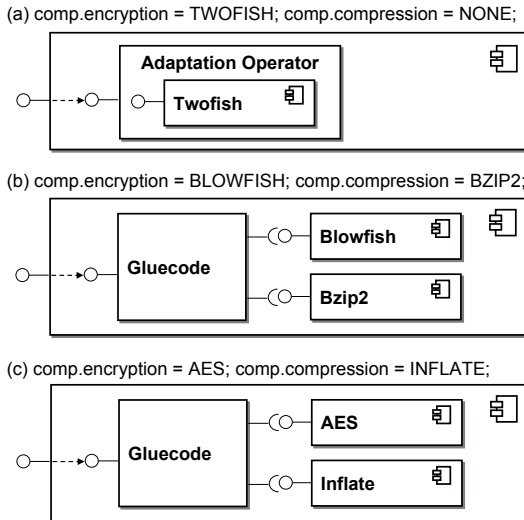 (a) comp.encryption = TWOFISH; comp.compression = NONE;
Adaptation Operator
Twofish
(b) comp.encryption = BLOWFISH; comp.compression = BZIP2;
Blowfish
Gluecode
Bzip2
(c) comp.encryption = AES; comp.compression = INFLATE;
AES
Gluecode
Inflate